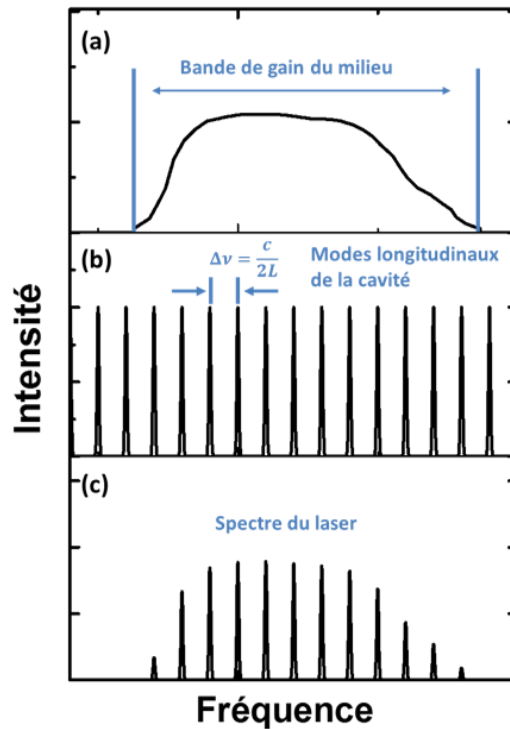 (a)
Bande de gain du milieu
(b)
Δν = c/2L
Modes longitudinaux
de la cavité
Intensité
(c)
Spectre du laser
Fréquence